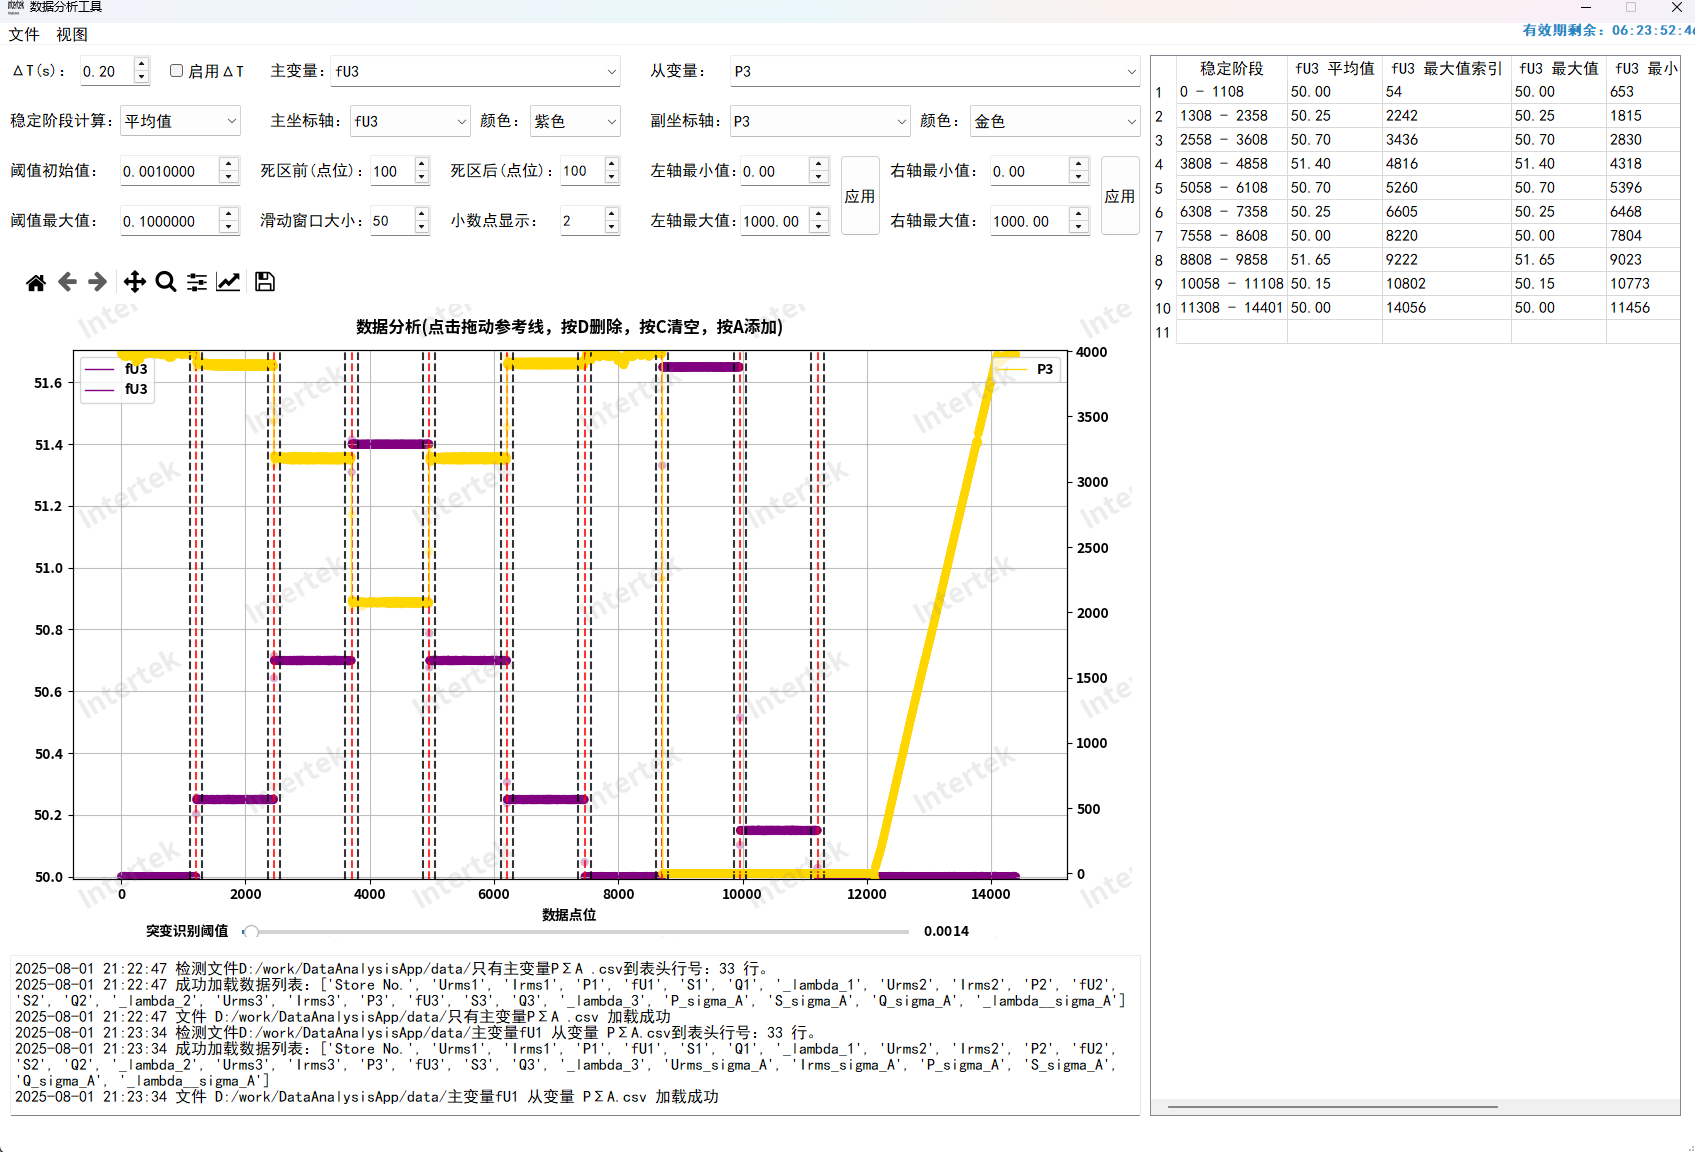 数据分析工具
文件 视图
有效期剩余: 06:23:52:46
ΔT(s): 0.20 启用ΔT 主变量: fU3 从变量: P3
稳定阶段计算: 平均值 主坐标轴: fU3 颜色: 紫色 副坐标轴: P3 颜色: 金色
阈值初始值: 0.0010000 死区前(点位): 100 死区后(点位): 100 左轴最小值: 0.00 应用 右轴最小值: 0.00 应用
阈值最大值: 0.1000000 滑动窗口大小: 50 小数点显示: 2 左轴最大值: 1000.00 右轴最大值: 1000.00
数据分析(点击拖动参考线，按D删除，按C清空，按A添加)
fU3
fU3
P3
51.6
51.4
51.2
51.0
50.8
50.6
50.4
50.2
50.0
4000
3500
3000
2500
2000
1500
1000
500
0
0 2000 4000 6000 8000 10000 12000 14000
数据点位
突变识别阈值 0.0014
Intertek
2025-08-01 21:22:47 检测文件D:/work/DataAnalysisApp/data/只有主变量PΣA .csv到表头行号: 33 行。
2025-08-01 21:22:47 成功加载数据列表: ['Store No.', 'Urms1', 'Irms1', 'P1', 'fU1', 'S1', 'Q1', '_lambda_1', 'Urms2', 'Irms2', 'P2', 'fU2',
'S2', 'Q2', '_lambda_2', 'Urms3', 'Irms3', 'P3', 'fU3', 'S3', 'Q3', '_lambda_3', 'P_sigma_A', 'S_sigma_A', 'Q_sigma_A', '_lambda__sigma_A']
2025-08-01 21:22:47 文件 D:/work/DataAnalysisApp/data/只有主变量PΣA .csv 加载成功
2025-08-01 21:23:34 检测文件D:/work/DataAnalysisApp/data/主变量fU1 从变量 PΣA.csv到表头行号: 33 行。
2025-08-01 21:23:34 成功加载数据列表: ['Store No.', 'Urms1', 'Irms1', 'P1', 'fU1', 'S1', 'Q1', '_lambda_1', 'Urms2', 'Irms2', 'P2', 'fU2',
'S2', 'Q2', '_lambda_2', 'Urms3', 'Irms3', 'P3', 'fU3', 'S3', 'Q3', '_lambda_3', 'Urms_sigma_A', 'Irms_sigma_A', 'P_sigma_A', 'S_sigma_A',
'Q_sigma_A', '_lambda__sigma_A']
2025-08-01 21:23:34 文件 D:/work/DataAnalysisApp/data/主变量fU1 从变量 PΣA.csv 加载成功
稳定阶段 fU3 平均值 fU3 最大值索引 fU3 最大值 fU3 最小
1 0 - 1108 50.00 54 50.00 653
2 1308 - 2358 50.25 2242 50.25 1815
3 2558 - 3608 50.70 3436 50.70 2830
4 3808 - 4858 51.40 4816 51.40 4318
5 5058 - 6108 50.70 5260 50.70 5396
6 6308 - 7358 50.25 6605 50.25 6468
7 7558 - 8608 50.00 8220 50.00 7804
8 8808 - 9858 51.65 9222 51.65 9023
9 10058 - 11108 50.15 10802 50.15 10773
10 11308 - 14401 50.00 14056 50.00 11456
11